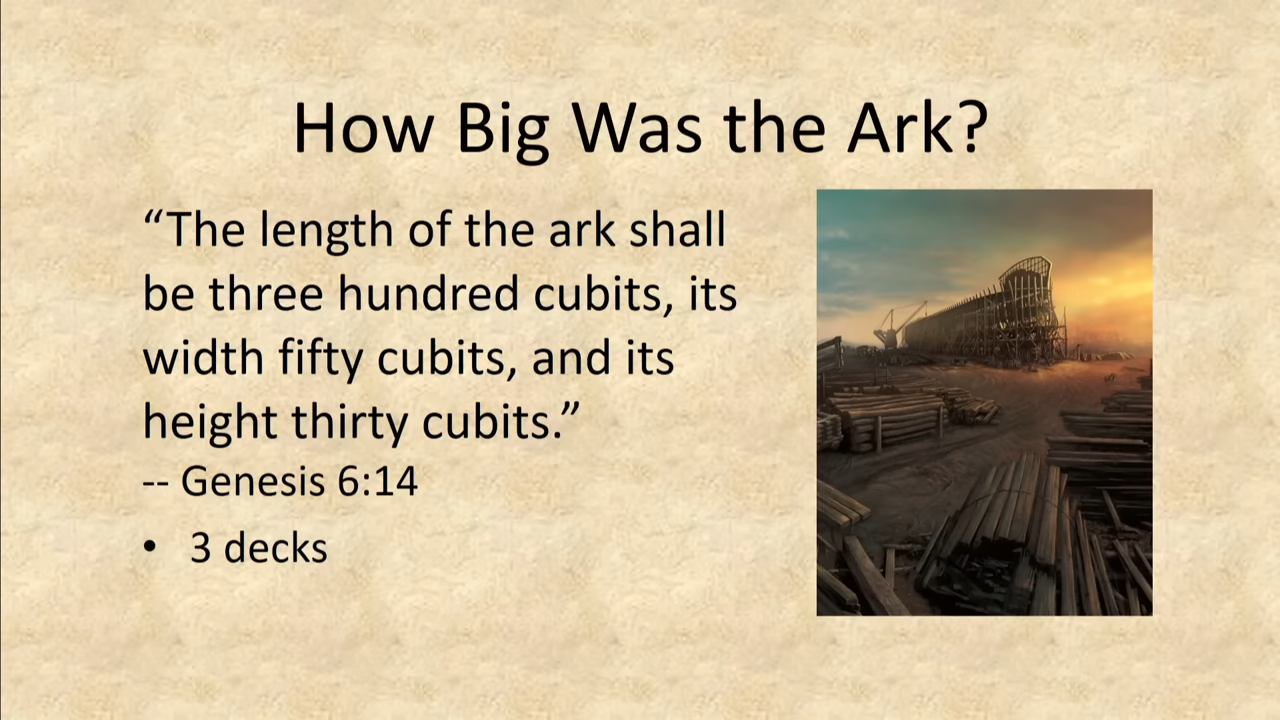 How Big Was the Ark?
“The length of the ark shall
be three hundred cubits, its
width fifty cubits, and its
height thirty cubits.”
-- Genesis 6:14
• 3 decks